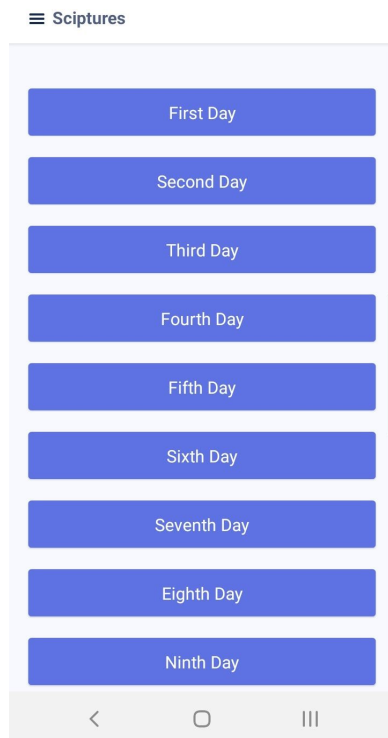 Sciptures
First Day
Second Day
Third Day
Fourth Day
Fifth Day
Sixth Day
Seventh Day
Eighth Day
Ninth Day